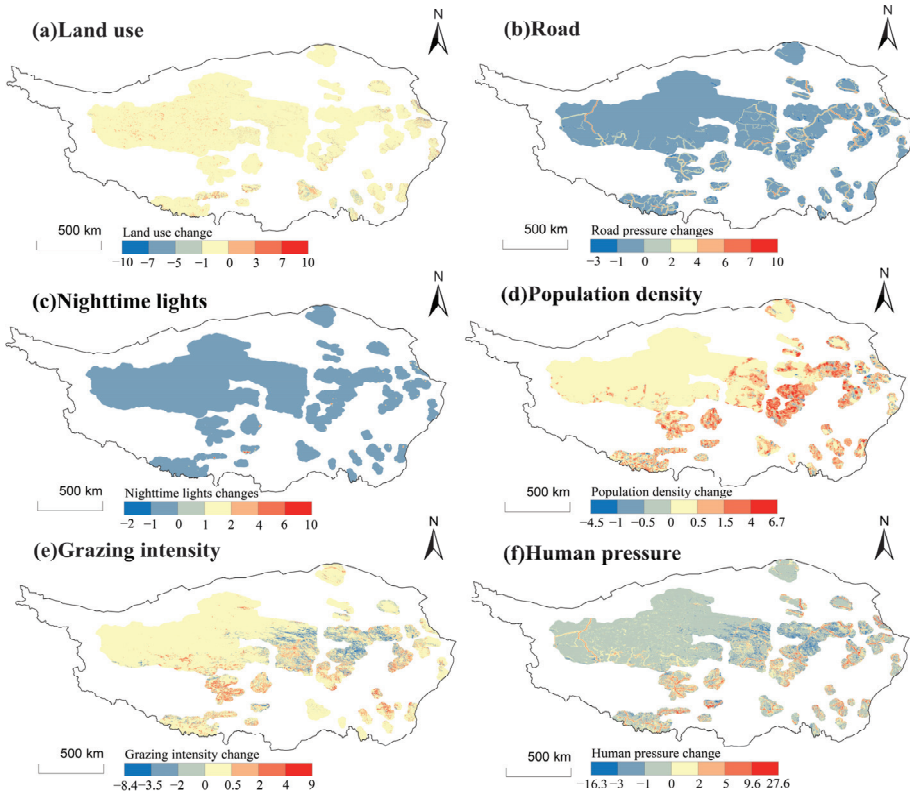 N
N
(a)Land use
(b)Road
500 km
Land use change
−10 −7 −5 −1 0 3 7 10
500 km
Road pressure changes
−3 −1 0 2 4 6 7 10
N
N
(c)Nighttime lights
(d)Population density
500 km
Nighttime lights changes
−2 −1 0 1 2 4 6 10
500 km
Population density change
−4.5 −1 −0.5 0 0.5 1.5 4 6.7
N
N
(e)Grazing intensity
(f)Human pressure
500 km
Grazing intensity change
−8.4 −3.5 −2 0 0.5 2 4 9
500 km
Human pressure change
−16.3 −3 −1 0 2 5 9.6 27.6